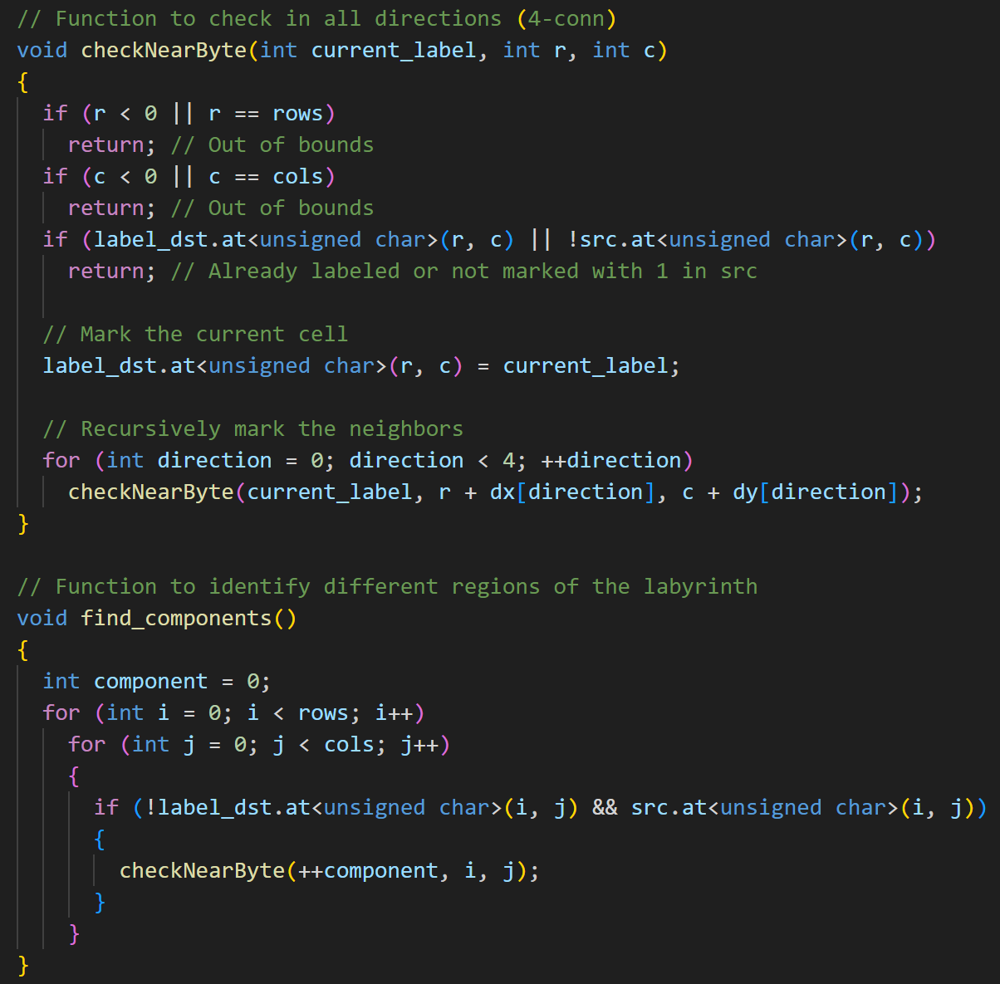 // Function to check in all directions (4-conn)
void checkNearByte(int current_label, int r, int c)
{
  if (r < 0 || r == rows)
    return; // Out of bounds
  if (c < 0 || c == cols)
    return; // Out of bounds
  if (label_dst.at<unsigned char>(r, c) || !src.at<unsigned char>(r, c))
    return; // Already labeled or not marked with 1 in src

  // Mark the current cell
  label_dst.at<unsigned char>(r, c) = current_label;

  // Recursively mark the neighbors
  for (int direction = 0; direction < 4; ++direction)
    checkNearByte(current_label, r + dx[direction], c + dy[direction]);
}

// Function to identify different regions of the labyrinth
void find_components()
{
  int component = 0;
  for (int i = 0; i < rows; i++)
    for (int j = 0; j < cols; j++)
    {
      if (!label_dst.at<unsigned char>(i, j) && src.at<unsigned char>(i, j))
      {
        checkNearByte(++component, i, j);
      }
    }
}